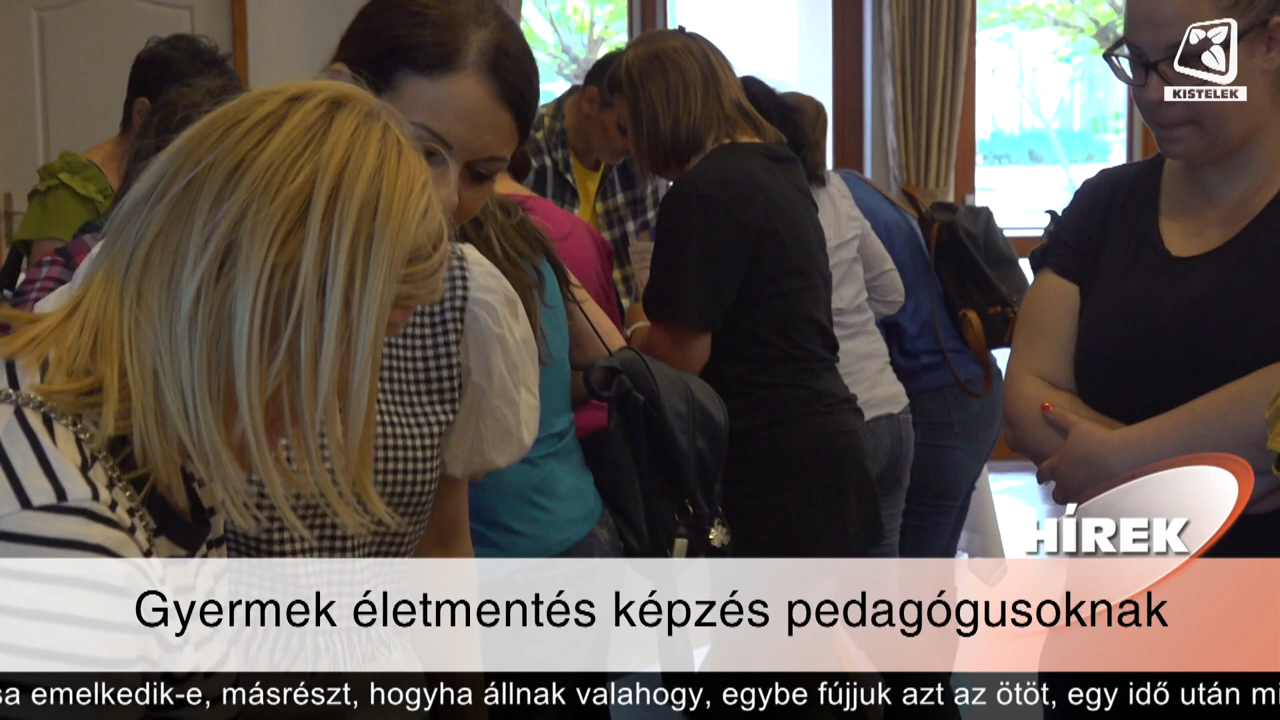 KISTELEK
HÍREK
Gyermek életmentés képzés pedagógusoknak
emelkedik-e, másrészt, hogyha állnak valahogy, egybe fújjuk azt az ötöt, egy idő után